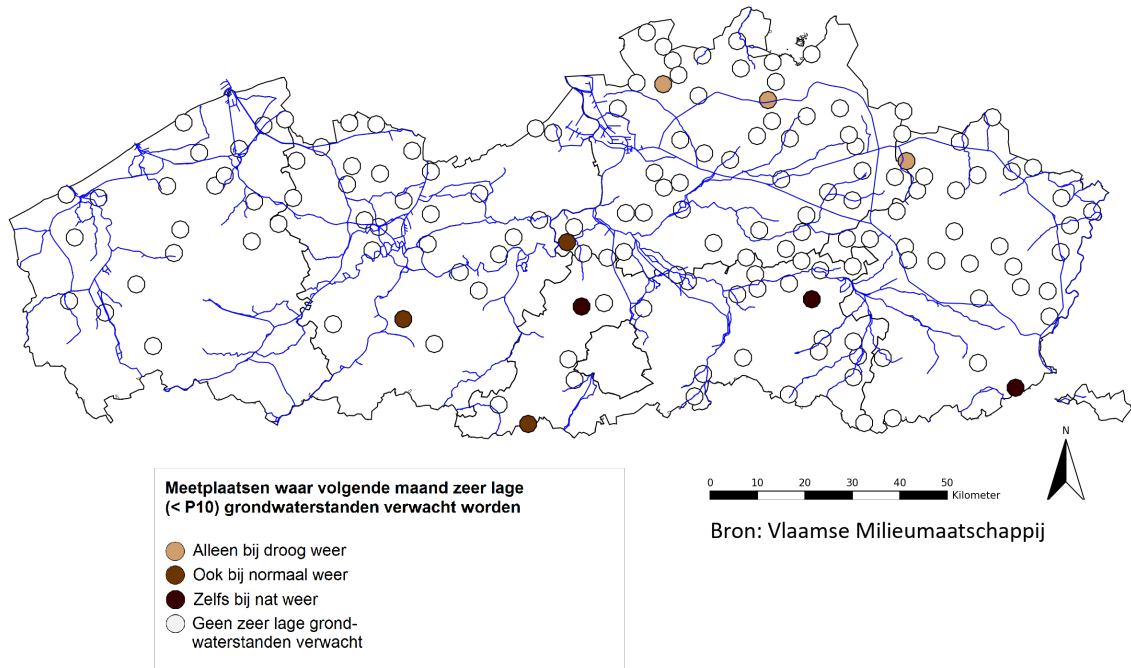 Meetplaatsen waar volgende maand zeer lage
(< P10) grondwaterstanden verwacht worden
Alleen bij droog weer
Ook bij normaal weer
Zelfs bij nat weer
Geen zeer lage grond-
waterstanden verwacht
0 10 20 30 40 50 Kilometer
N
Bron: Vlaamse Milieumaatschappij